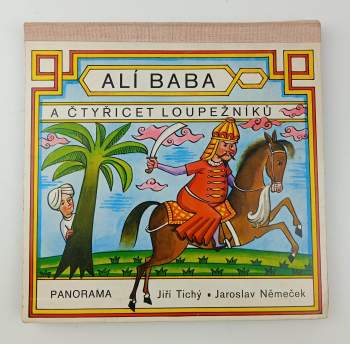 ALÍ BABA
A ČTYŘICET LOUPEŽNÍKŮ
PANORAMA Jiří Tichý • Jaroslav Němeček